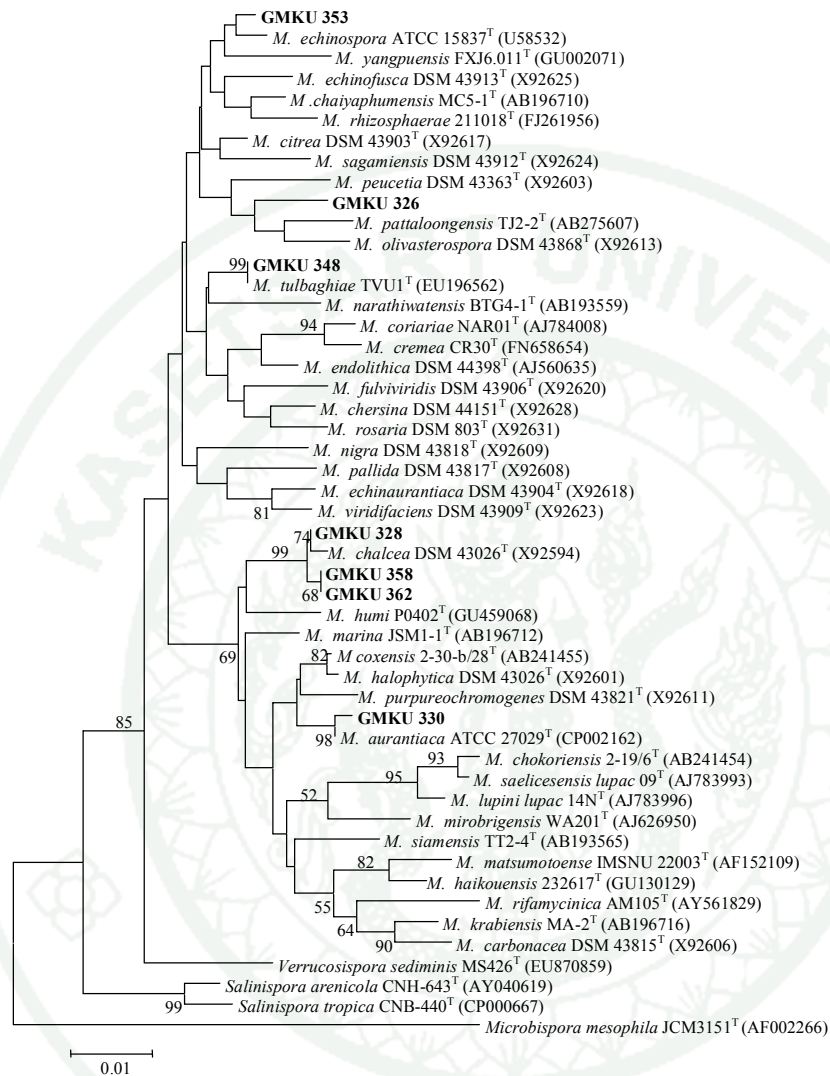 GMKU 353
M. echinospora ATCC 15837T (U58532)
M. yangpuensis FXJ6.011T (GU002071)
M. echinofusca DSM 43913T (X92625)
M .chaiyaphumensis MC5-1T (AB196710)
M. rhizosphaerae 211018T (FJ261956)
M. citrea DSM 43903T (X92617)
M. sagamiensis DSM 43912T (X92624)
M. peucetia DSM 43363T (X92603)
GMKU 326
M. pattaloongensis TJ2-2T (AB275607)
M. olivasterospora DSM 43868T (X92613)
99 GMKU 348
M. tulbaghiae TVU1T (EU196562)
M. narathiwatensis BTG4-1T (AB193559)
94 M. coriariae NAR01T (AJ784008)
M. cremea CR30T (FN658654)
M. endolithica DSM 44398T (AJ560635)
M. fulviviridis DSM 43906T (X92620)
M. chersina DSM 44151T (X92628)
M. rosaria DSM 803T (X92631)
M. nigra DSM 43818T (X92609)
M. pallida DSM 43817T (X92608)
M. echinaurantiaca DSM 43904T (X92618)
81 M. viridifaciens DSM 43909T (X92623)
74 GMKU 328
99 M. chalcea DSM 43026T (X92594)
GMKU 358
68 GMKU 362
M. humi P0402T (GU459068)
M. marina JSM1-1T (AB196712)
69 82 M coxensis 2-30-b/28T (AB241455)
M. halophytica DSM 43026T (X92601)
M. purpureochromogenes DSM 43821T (X92611)
85 GMKU 330
98 M. aurantiaca ATCC 27029T (CP002162)
93 M. chokoriensis 2-19/6T (AB241454)
95 M. saelicesensis lupac 09T (AJ783993)
52 M. lupini lupac 14NT (AJ783996)
M. mirobrigensis WA201T (AJ626950)
M. siamensis TT2-4T (AB193565)
82 M. matsumotoense IMSNU 22003T (AF152109)
M. haikouensis 232617T (GU130129)
55 M. rifamycinica AM105T (AY561829)
64 M. krabiensis MA-2T (AB196716)
90 M. carbonacea DSM 43815T (X92606)
Verrucosispora sediminis MS426T (EU870859)
Salinispora arenicola CNH-643T (AY040619)
99 Salinispora tropica CNB-440T (CP000667)
Microbispora mesophila JCM3151T (AF002266)
0.01
KASETSART UNIVER